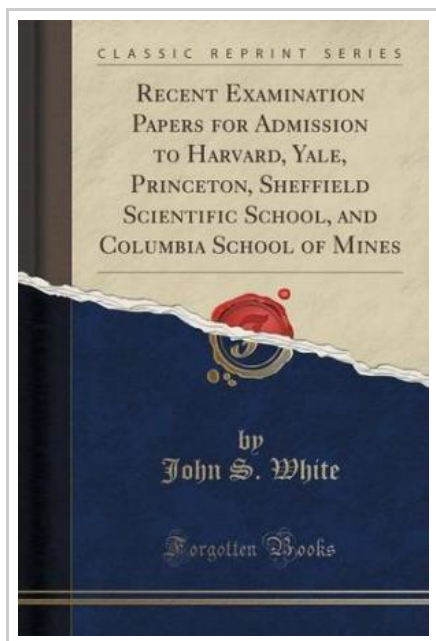 CLASSIC REPRINT SERIES
RECENT EXAMINATION
PAPERS FOR ADMISSION
TO HARVARD, YALE,
PRINCETON, SHEFFIELD
SCIENTIFIC SCHOOL, AND
COLUMBIA SCHOOL OF MINES
F
by
John S. White
Forgotten Books